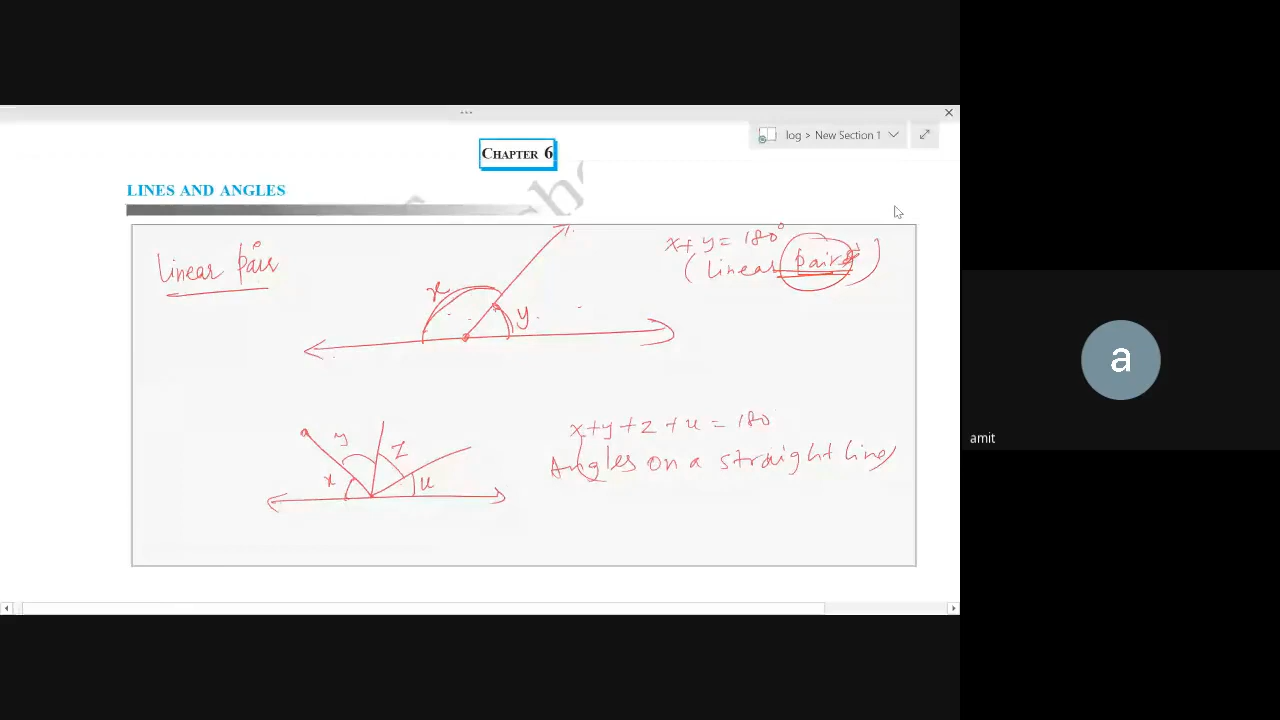 log > New Section 1
CHAPTER 6
LINES AND ANGLES
linear pair
x+y=180°
(linear pair)
x
y
x+y+z+u=180
Angles on a straight line
y
z
x
u
a
amit